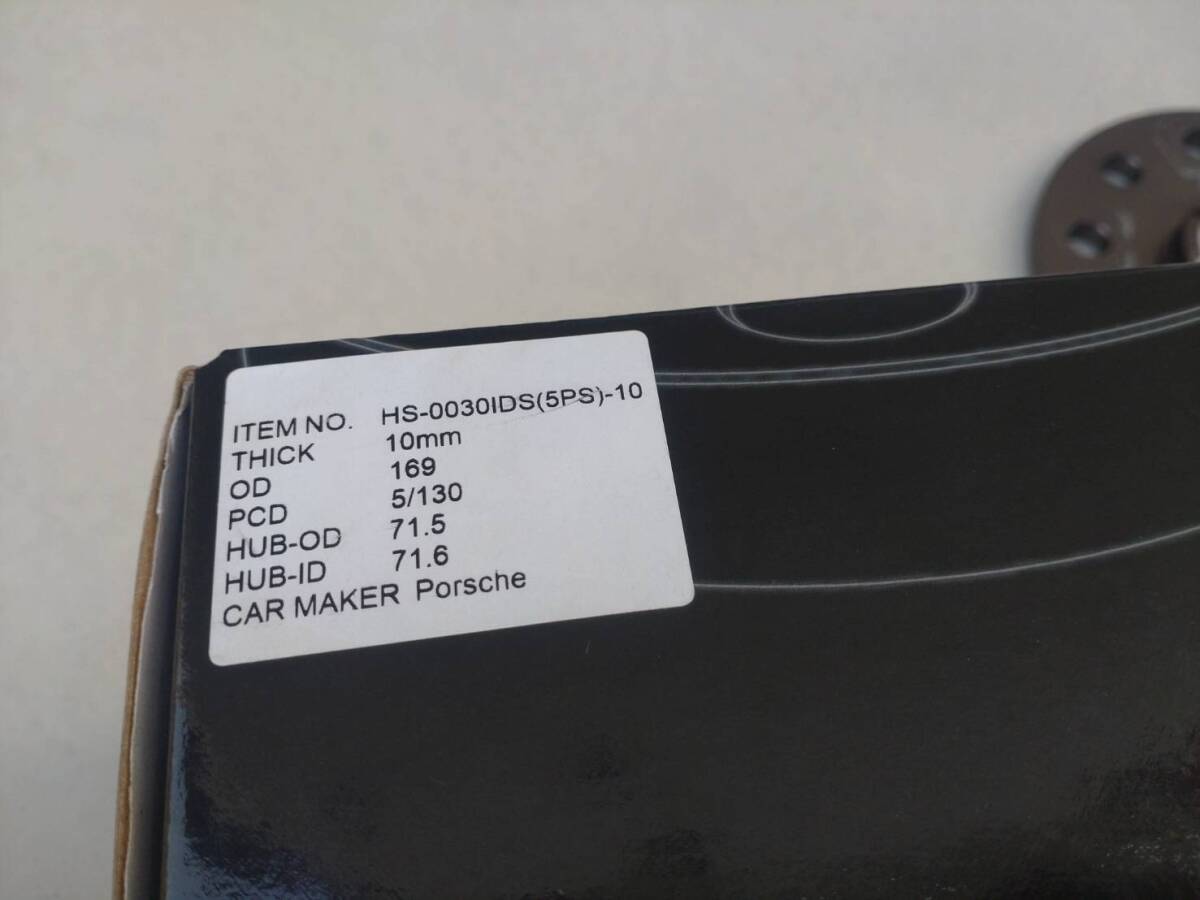 ITEM NO. HS-0030IDS(5PS)-10
THICK 10mm
OD 169
PCD 5/130
HUB-OD 71.5
HUB-ID 71.6
CAR MAKER Porsche